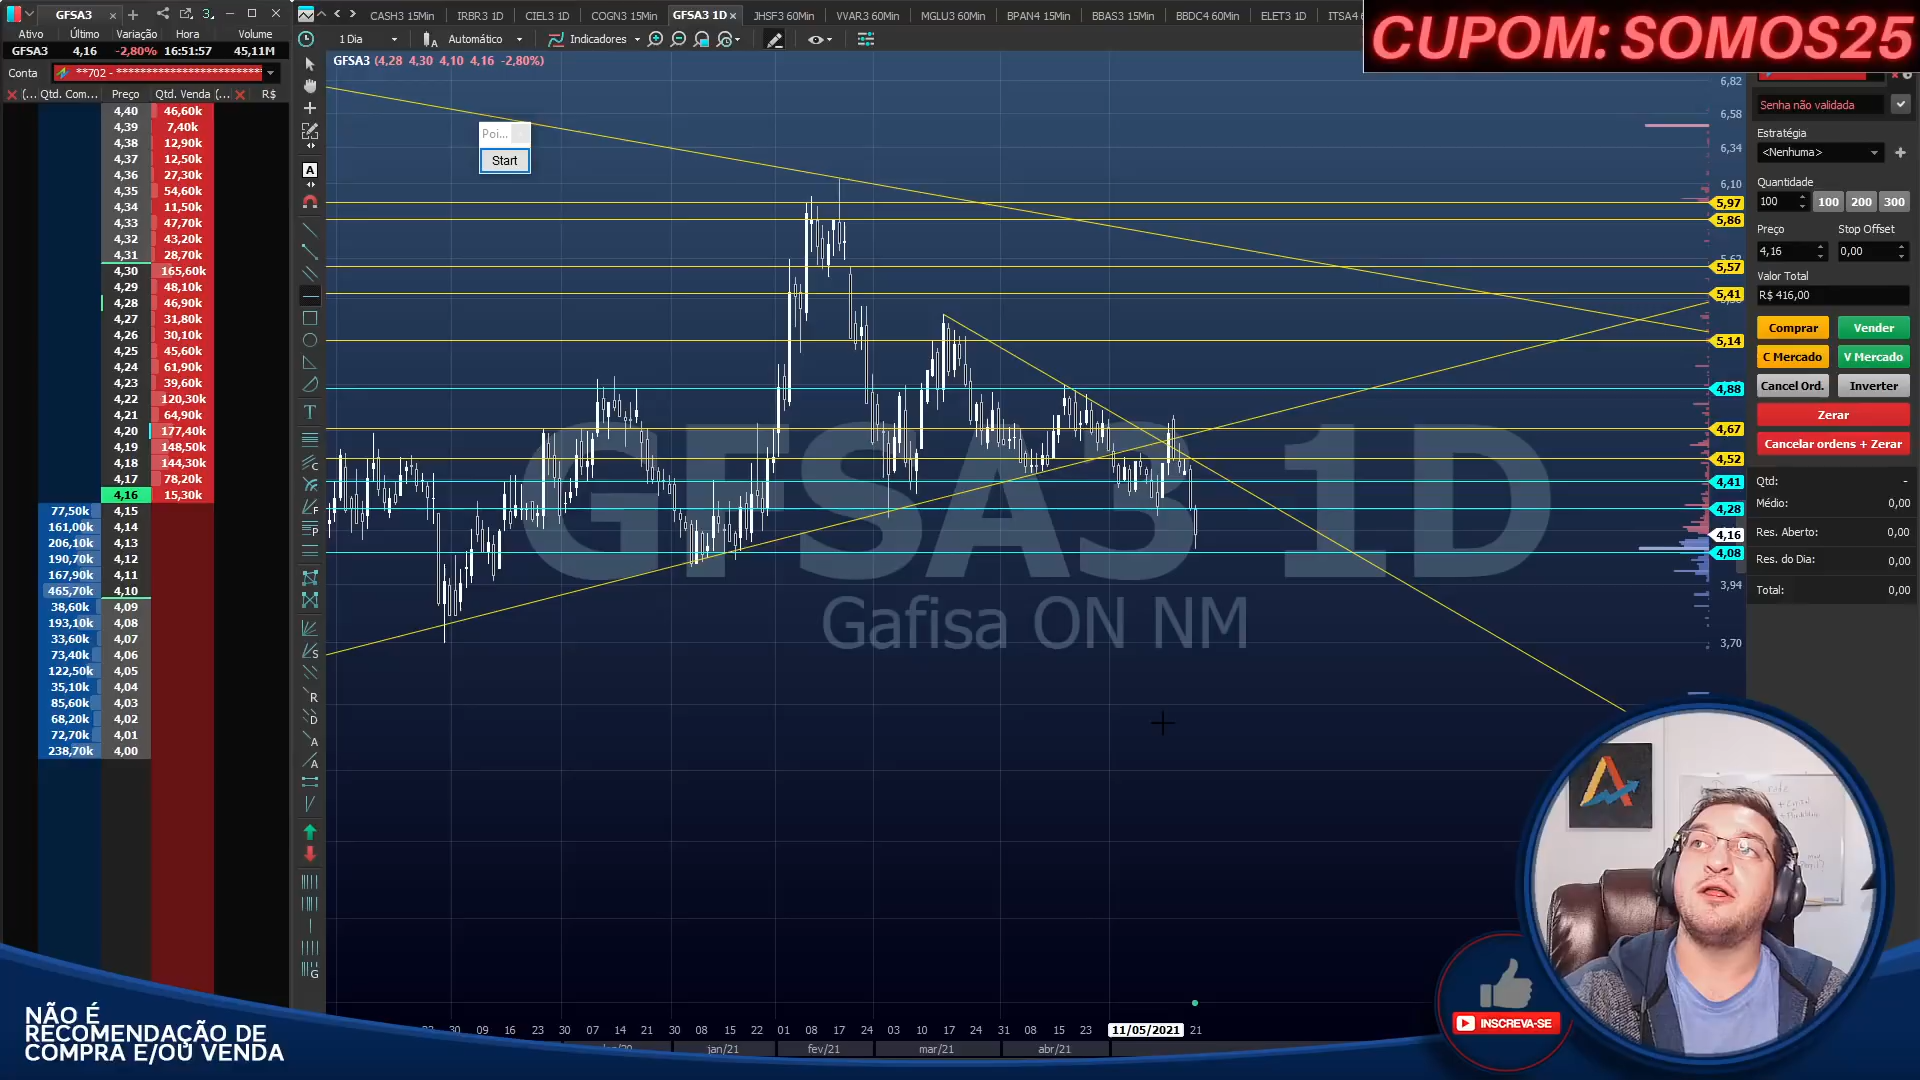 GFSA3
3
Ativo Último Variação Hora Volume
GFSA3 4,16 -2,80% 16:51:57 45,11M
Conta **702 - **************************
(... Qtd. Com... Preço Qtd. Venda (... R$
4,40 46,60k
4,39 7,40k
4,38 12,90k
4,37 12,50k
4,36 27,30k
4,35 54,60k
4,34 11,50k
4,33 47,70k
4,32 43,20k
4,31 28,70k
4,30 165,60k
4,29 48,10k
4,28 46,90k
4,27 31,80k
4,26 30,10k
4,25 45,60k
4,24 61,90k
4,23 39,60k
4,22 120,30k
4,21 64,90k
4,20 177,40k
4,19 148,50k
4,18 144,30k
4,17 78,20k
4,16 15,30k
77,50k 4,15
161,00k 4,14
206,10k 4,13
190,70k 4,12
167,90k 4,11
465,70k 4,10
38,60k 4,09
193,10k 4,08
33,60k 4,07
73,40k 4,06
122,50k 4,05
35,10k 4,04
85,60k 4,03
68,20k 4,02
72,70k 4,01
238,70k 4,00
CASH3 15Min IRBR3 1D CIEL3 1D COGN3 15Min GFSA3 1D JHSF3 60Min VVAR3 60Min MGLU3 60Min BPAN4 15Min BBAS3 15Min BBDC4 60Min ELET3 1D ITSA4 6
1 Dia Automático Indicadores
GFSA3 (4,28 4,30 4,10 4,16 -2,80%)
Poi...
Start
GFSA3 1D
Gafisa ON NM
6,82
6,58
6,34
6,10
5,97
5,86
5,57
5,41
5,14
4,88
4,67
4,52
4,41
4,28
4,16
4,08
3,94
3,70
30 09 16 23 30 07 14 21 30 08 15 22 01 08 17 24 03 10 17 24 31 08 15 23 11/05/2021 21
jan/21 fev/21 mar/21 abr/21
CUPOM: SOMOS25
Senha não validada
Estratégia
<Nenhuma>
Quantidade
100 100 200 300
Preço Stop Offset
4,16 0,00
Valor Total
R$ 416,00
Comprar Vender
C Mercado V Mercado
Cancel Ord. Inverter
Zerar
Cancelar ordens + Zerar
Qtd: -
Médio: 0,00
Res. Aberto: 0,00
Res. do Dia: 0,00
Total: 0,00
NÃO É
RECOMENDAÇÃO DE
COMPRA E/OU VENDA
INSCREVA-SE